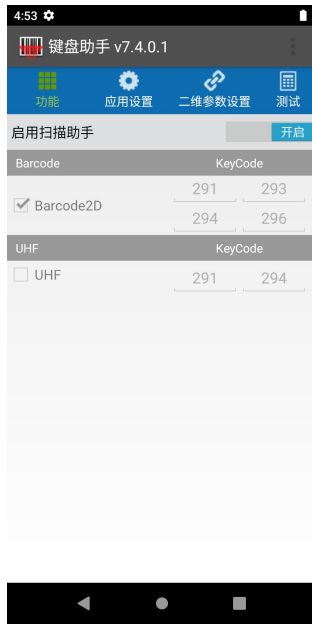 4:53
键盘助手 v7.4.0.1
功能 应用设置 二维参数设置 测试
启用扫描助手 开启
Barcode KeyCode
Barcode2D 291 293
294 296
UHF KeyCode
UHF 291 294